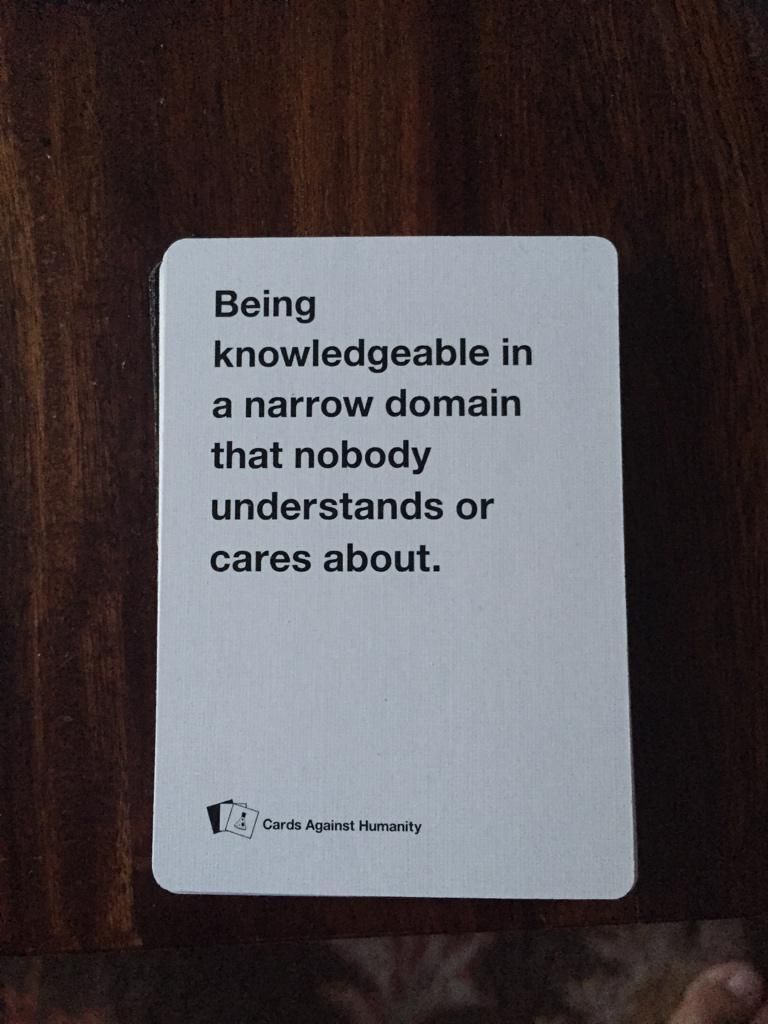 Being
knowledgeable in
a narrow domain
that nobody
understands or
cares about.
Cards Against Humanity